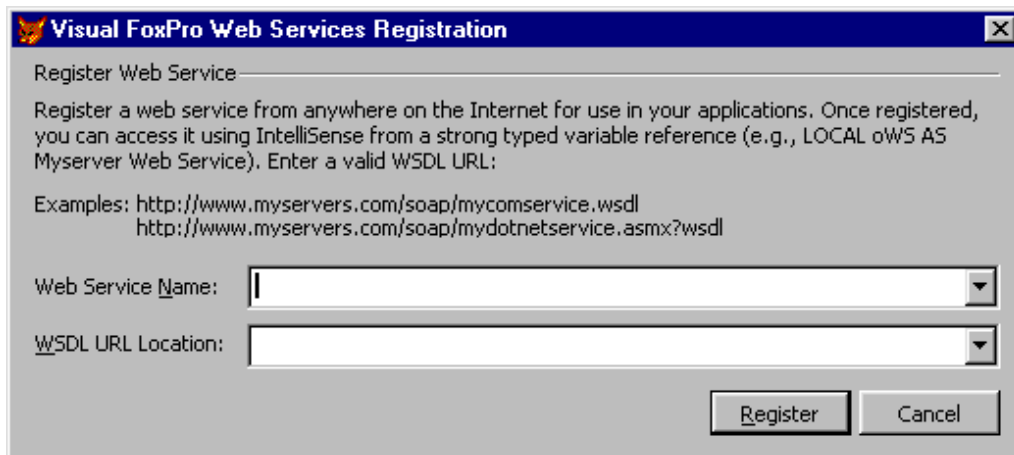 Visual FoxPro Web Services Registration
Register Web Service
Register a web service from anywhere on the Internet for use in your applications. Once registered,
you can access it using IntelliSense from a strong typed variable reference (e.g., LOCAL oWS AS
Myserver Web Service). Enter a valid WSDL URL:
Examples: http://www.myservers.com/soap/mycomservice.wsdl
http://www.myservers.com/soap/mydotnetservice.asmx?wsdl
Web Service Name:
WSDL URL Location:
Register Cancel